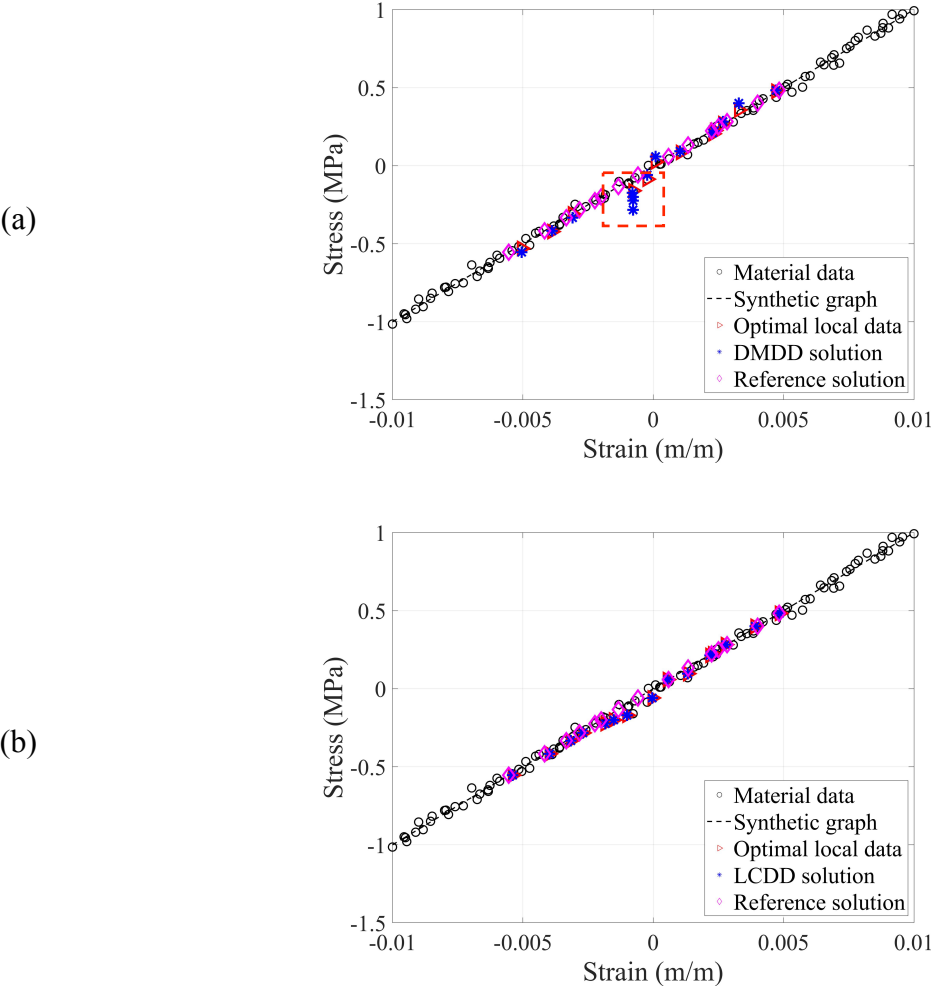 (a)
Stress (MPa)
1
0.5
0
-0.5
-1
-1.5
-0.01
-0.005
0
0.005
0.01
Strain (m/m)
Material data
Synthetic graph
Optimal local data
DMDD solution
Reference solution
(b)
Stress (MPa)
1
0.5
0
-0.5
-1
-1.5
-0.01
-0.005
0
0.005
0.01
Strain (m/m)
Material data
Synthetic graph
Optimal local data
LCDD solution
Reference solution